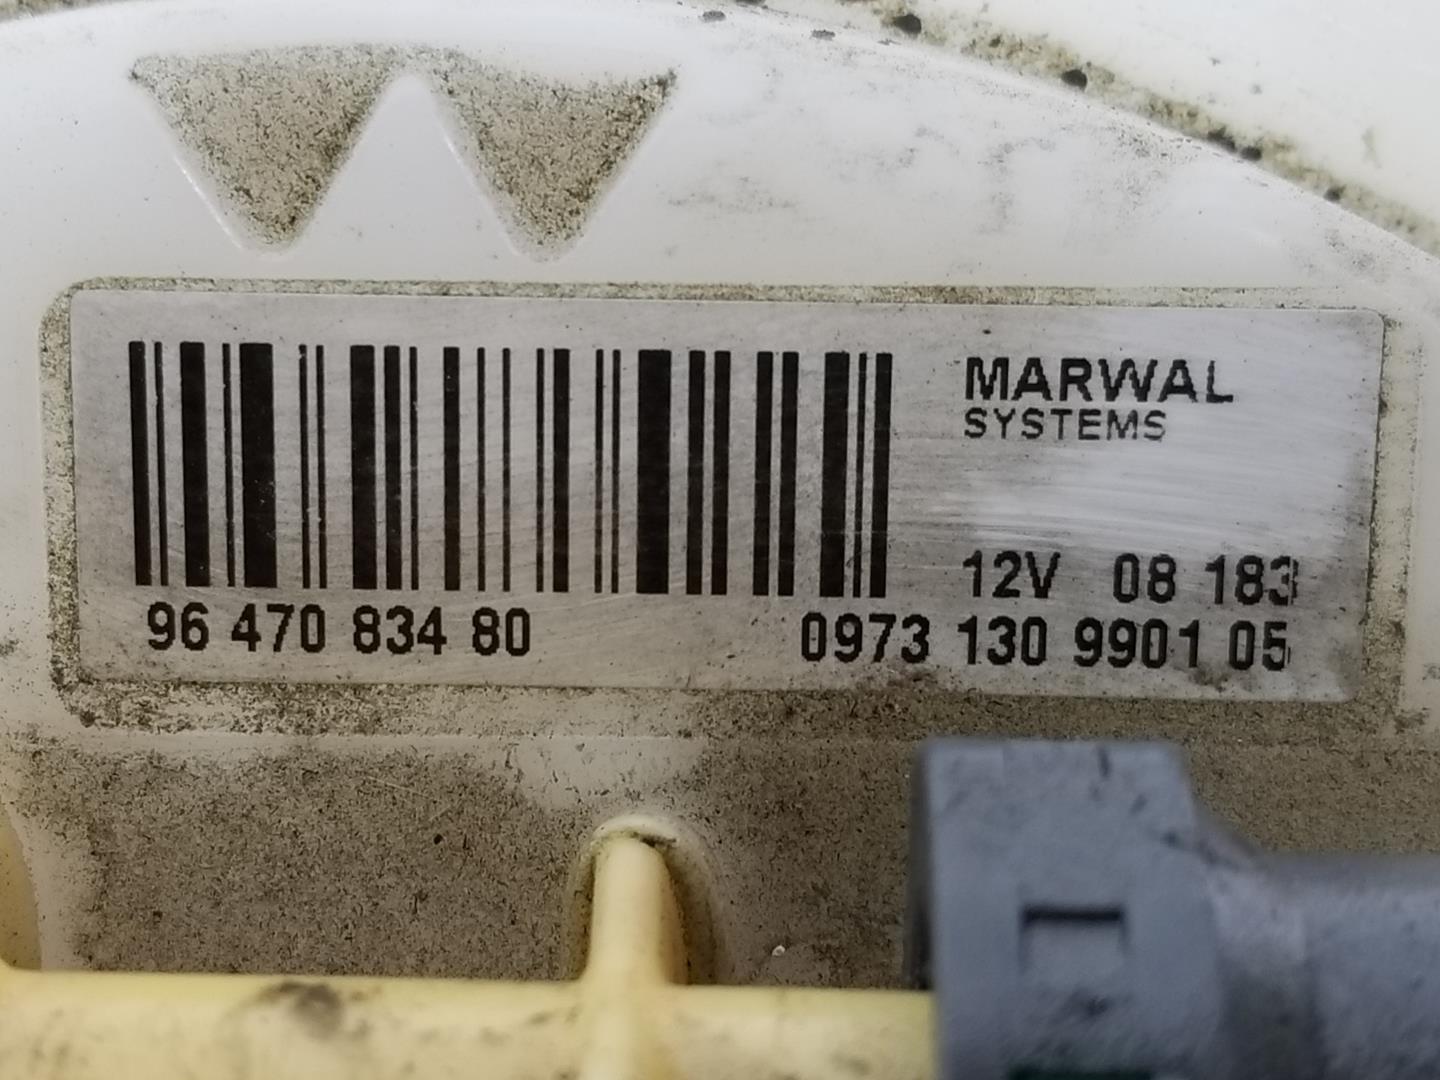 MARWAL
SYSTEMS
12V 08 183
96 470 834 80 0973 130 9901 05